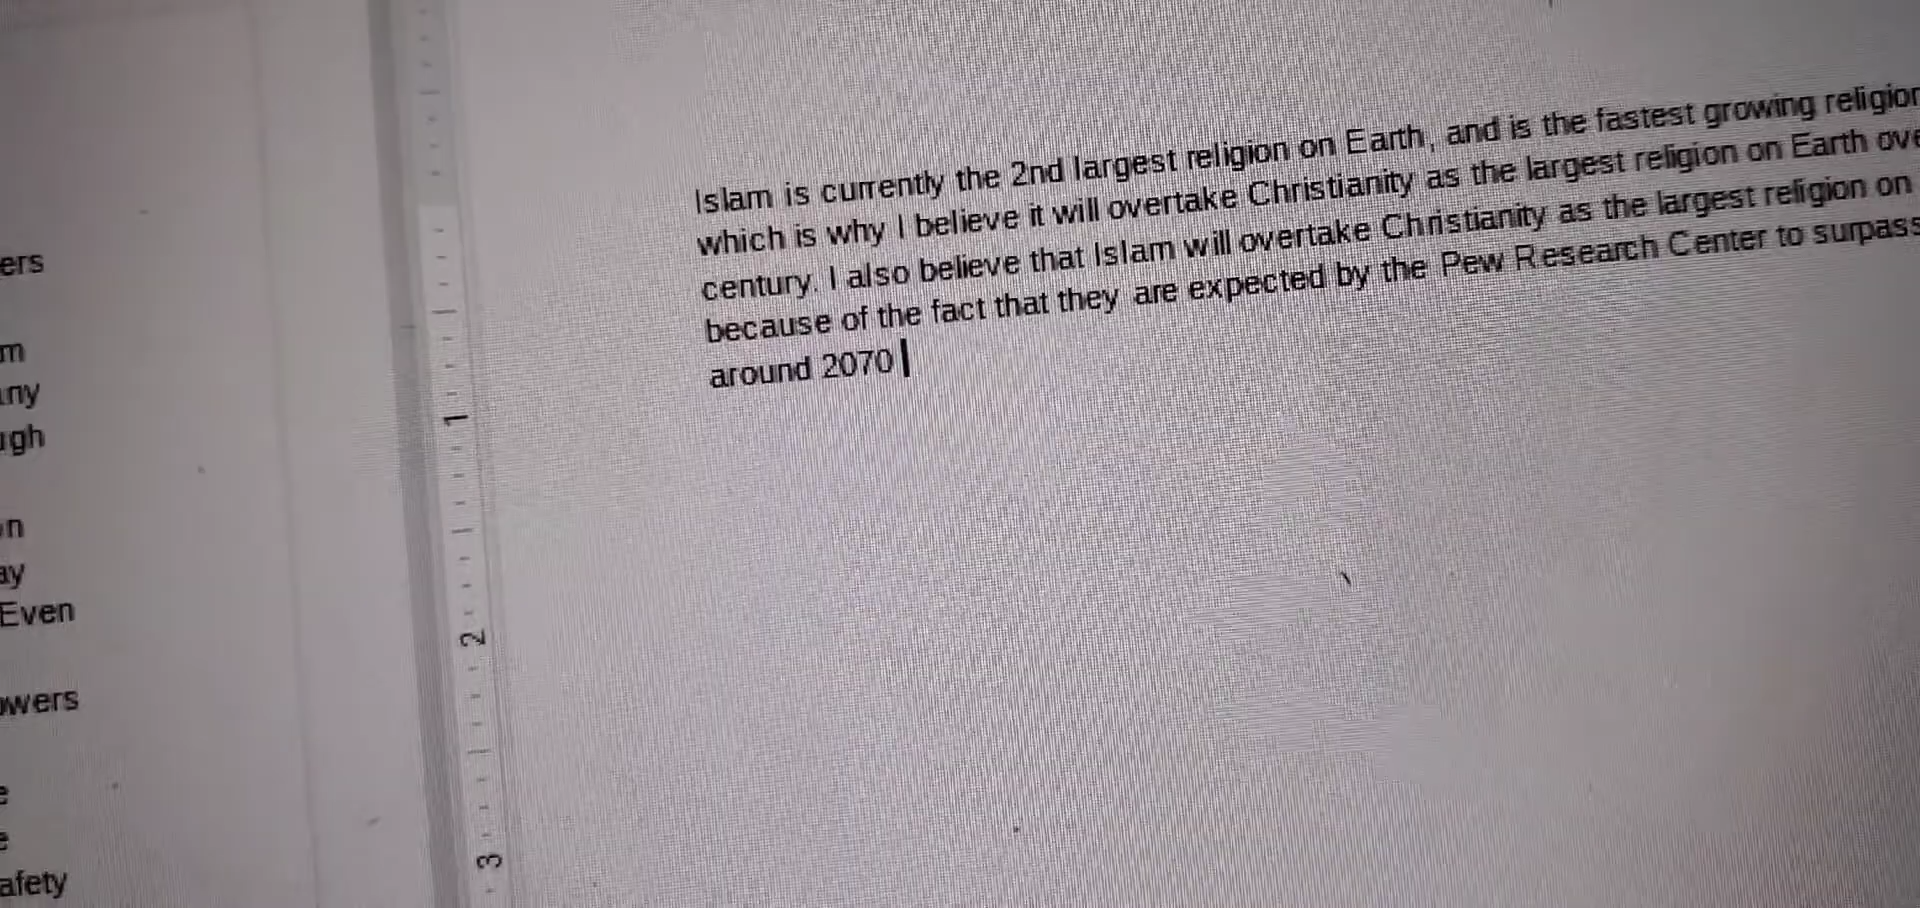 Islam is currently the 2nd largest religion on Earth, and is the fastest growing religion
which is why I believe it will overtake Christianity as the largest religion on Earth
century. I also believe that Islam will overtake Christianity as the largest religion on
because of the fact that they are expected by the Pew Research Center to surpass
around 2070
ers
m
ny
gh
n
ay
Even
owers
e
e
afety
1
2
3